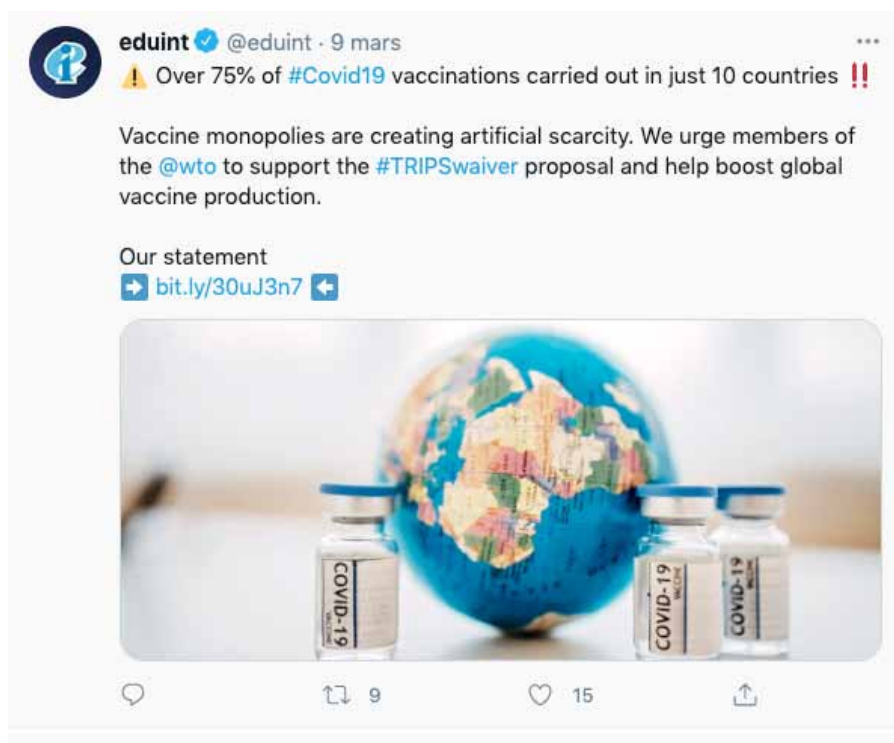 eduint @eduint · 9 mars
⚠️ Over 75% of #Covid19 vaccinations carried out in just 10 countries ‼️
Vaccine monopolies are creating artificial scarcity. We urge members of
the @wto to support the #TRIPSwaiver proposal and help boost global
vaccine production.
Our statement
➡️ bit.ly/30uJ3n7 ⬅️
COVID-19
VACCINE
COVID-19
VACCINE
COVID-19
9
15